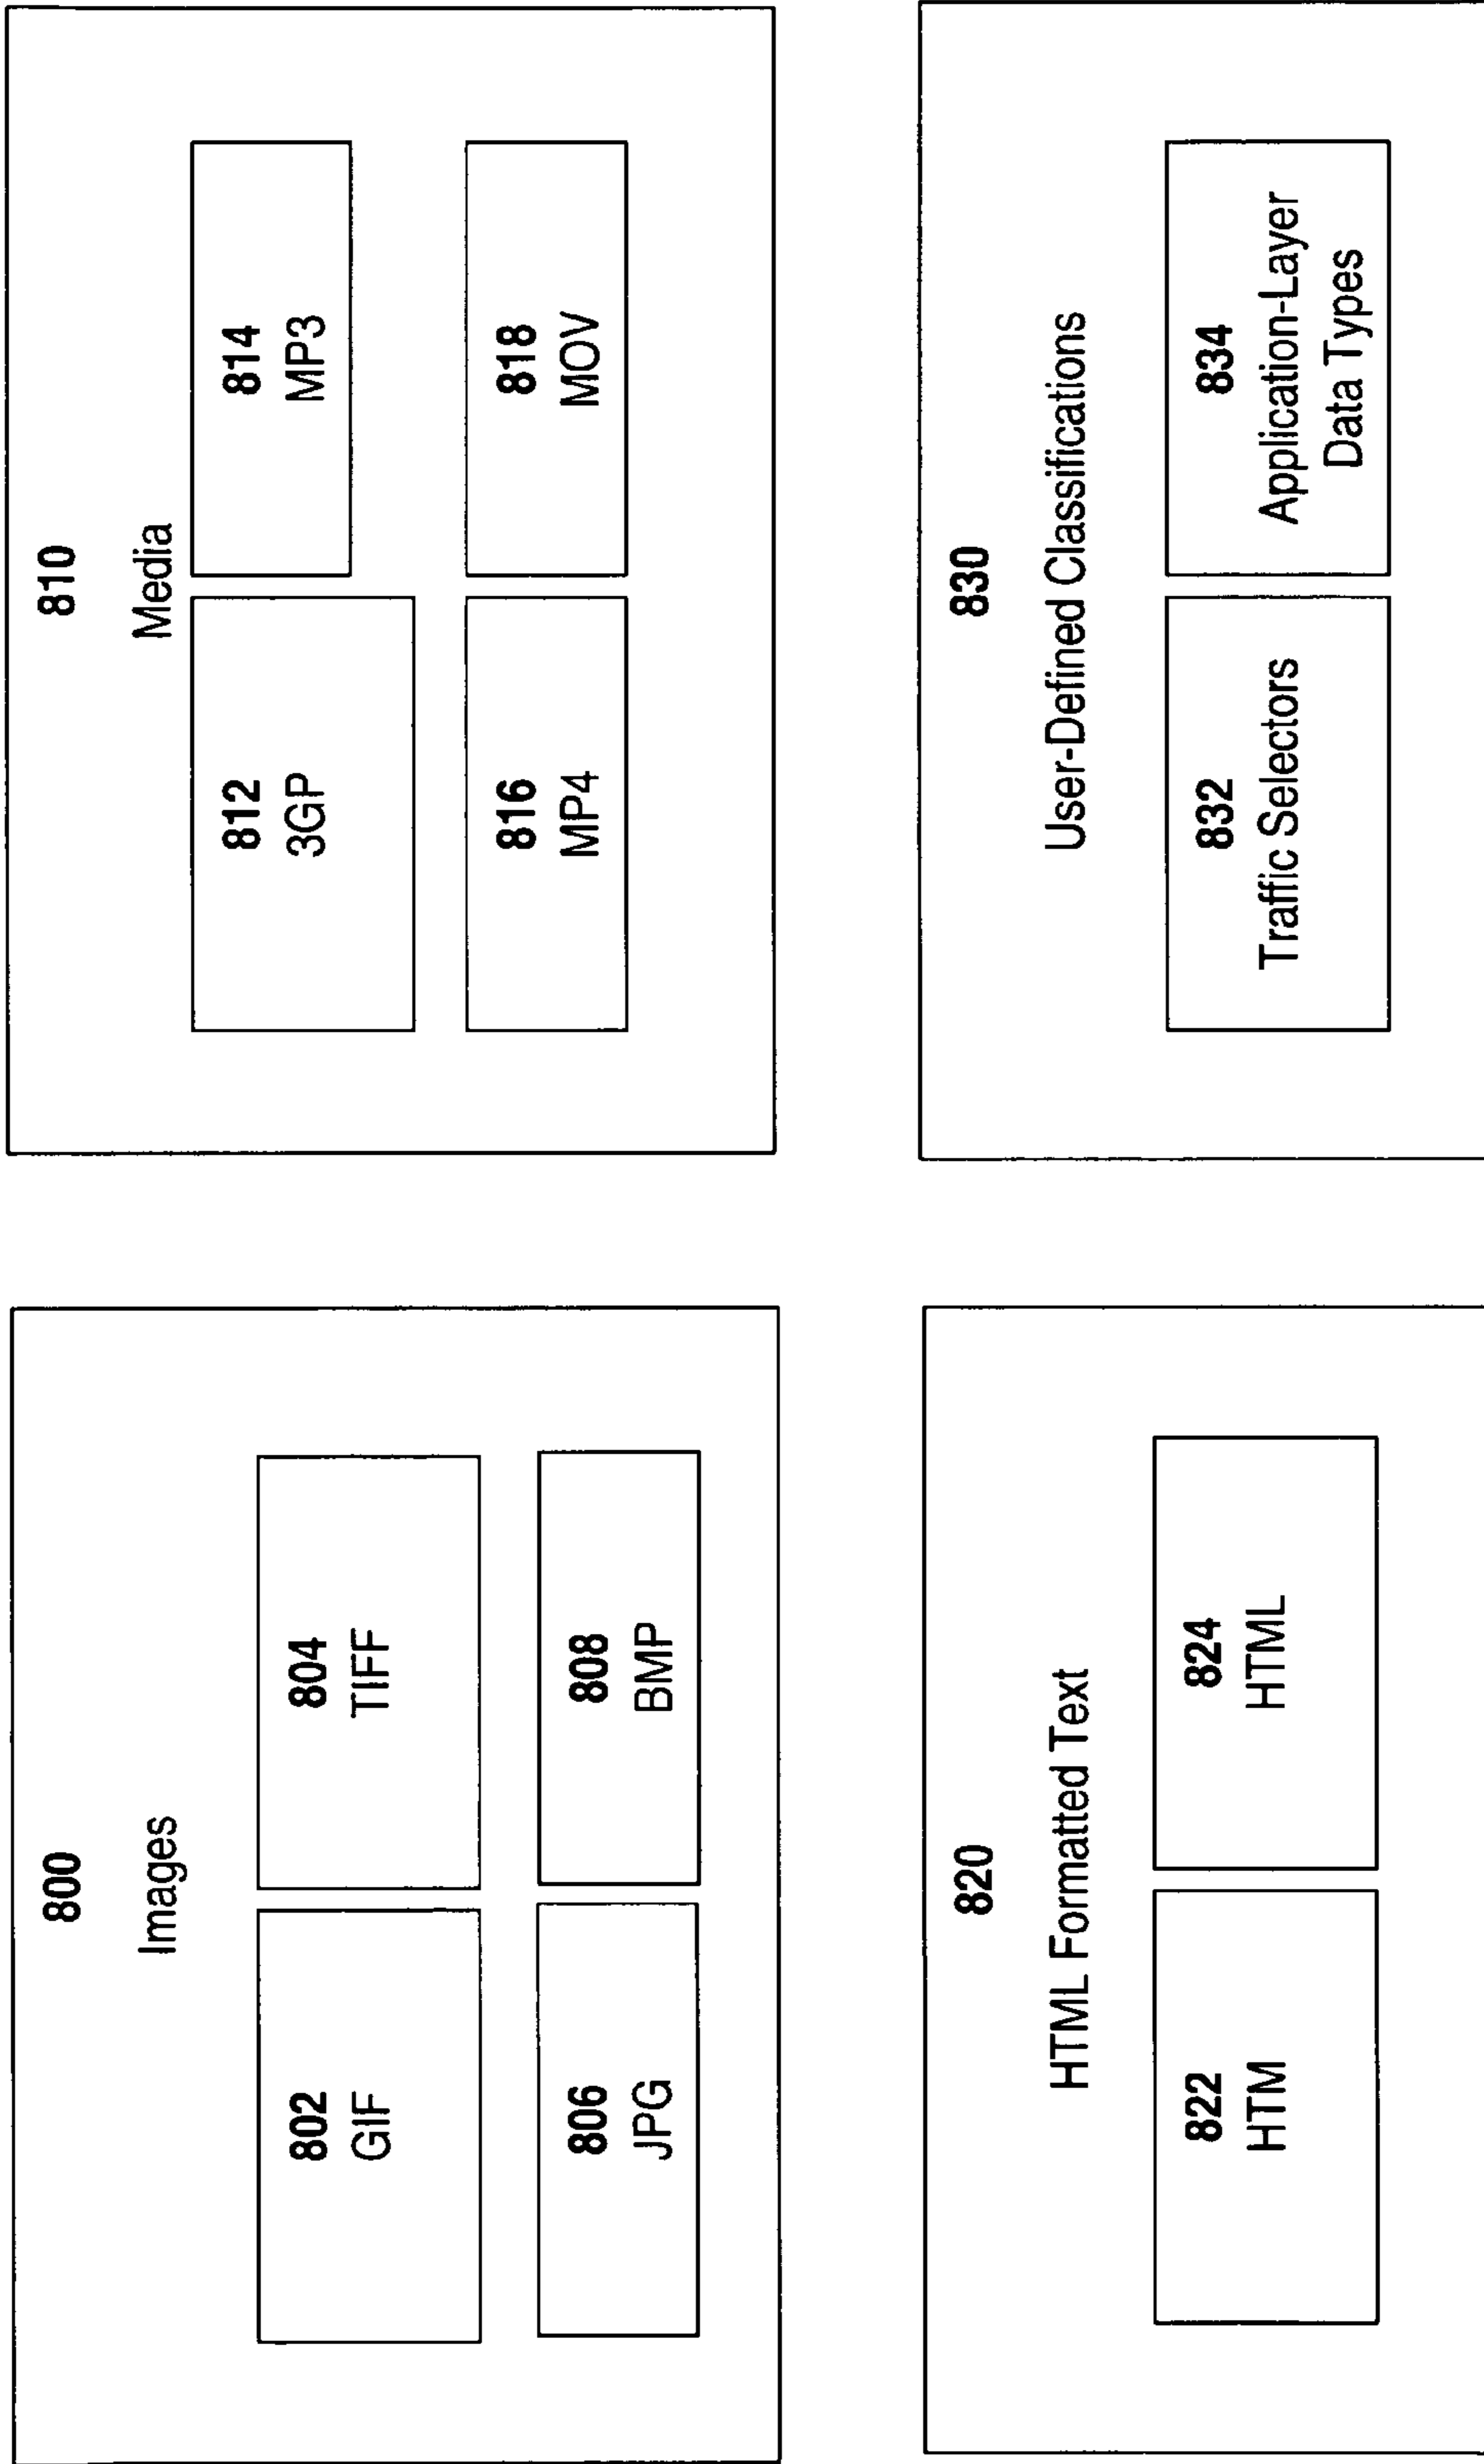 800
Images
802
GIF
804
TIFF
806
JPG
808
BMP
810
Media
812
3GP
814
MP3
816
MP4
818
MOV
820
HTML Formatted Text
822
HTM
824
HTML
830
User-Defined Classifications
832
Traffic Selectors
834
Application-Layer
Data Types